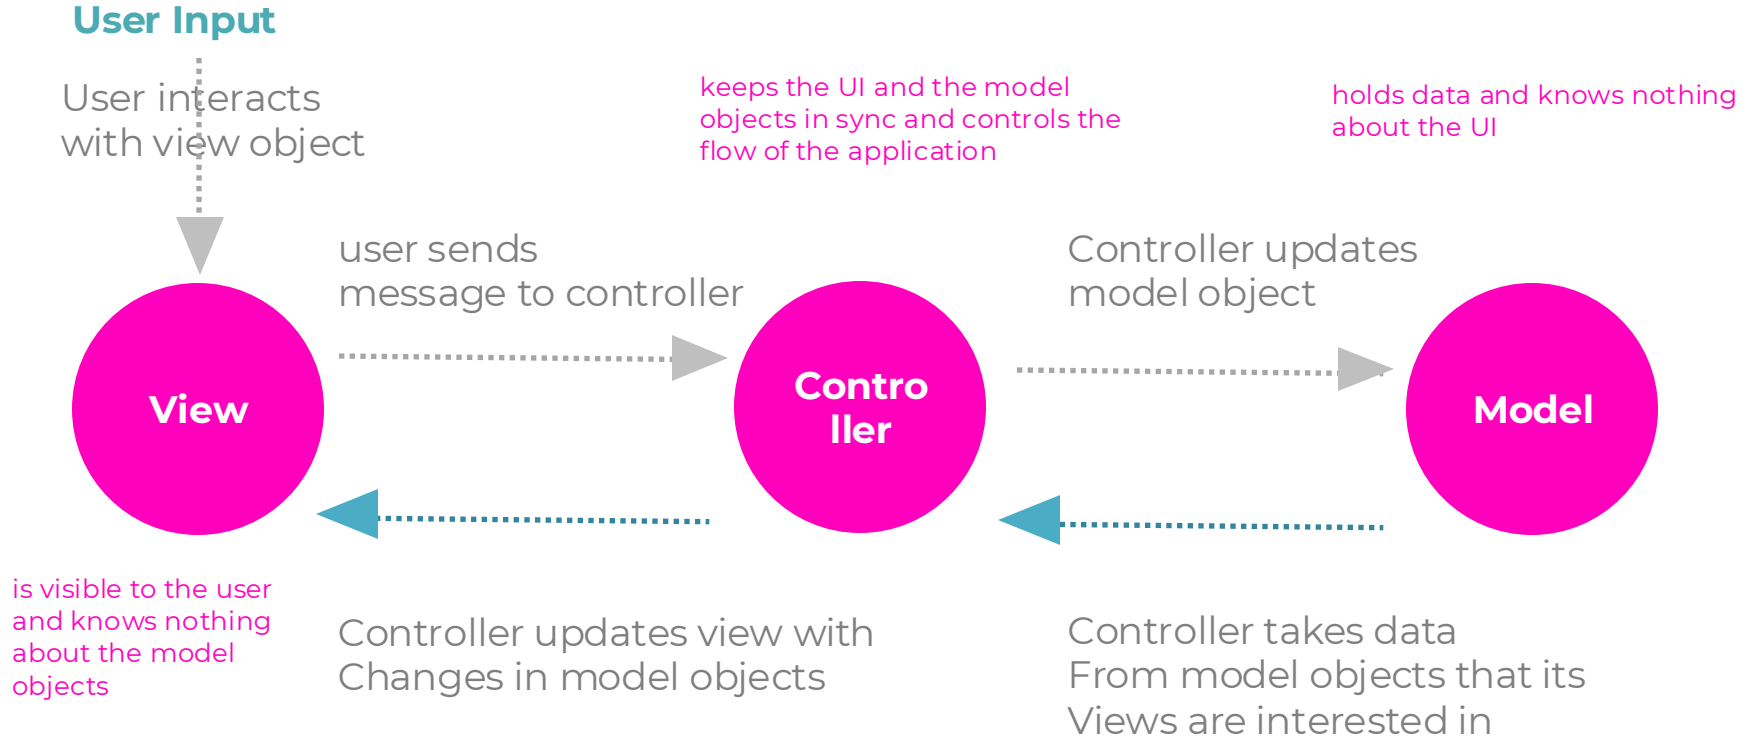 User Input
User interacts
with view object
keeps the UI and the model
objects in sync and controls the
flow of the application
holds data and knows nothing
about the UI
user sends
message to controller
Controller updates
model object
View
Contro
ller
Model
is visible to the user
and knows nothing
about the model
objects
Controller updates view with
Changes in model objects
Controller takes data
From model objects that its
Views are interested in